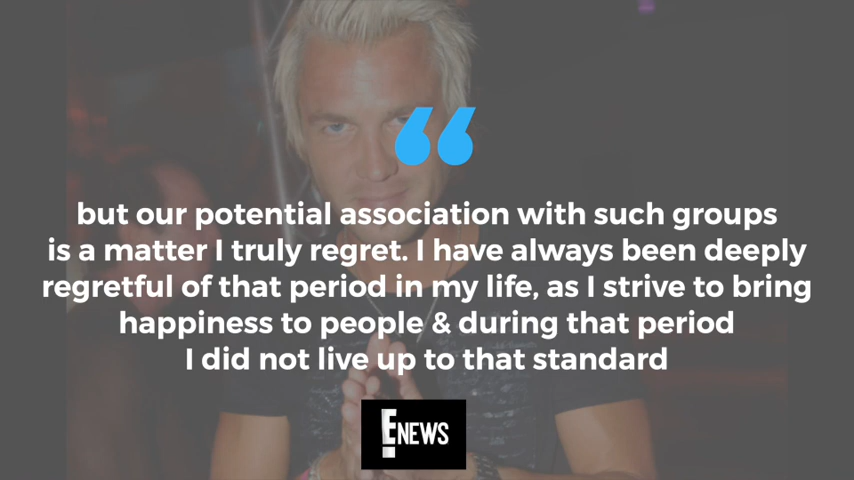 “
but our potential association with such groups
is a matter I truly regret. I have always been deeply
regretful of that period in my life, as I strive to bring
happiness to people & during that period
I did not live up to that standard
E! NEWS